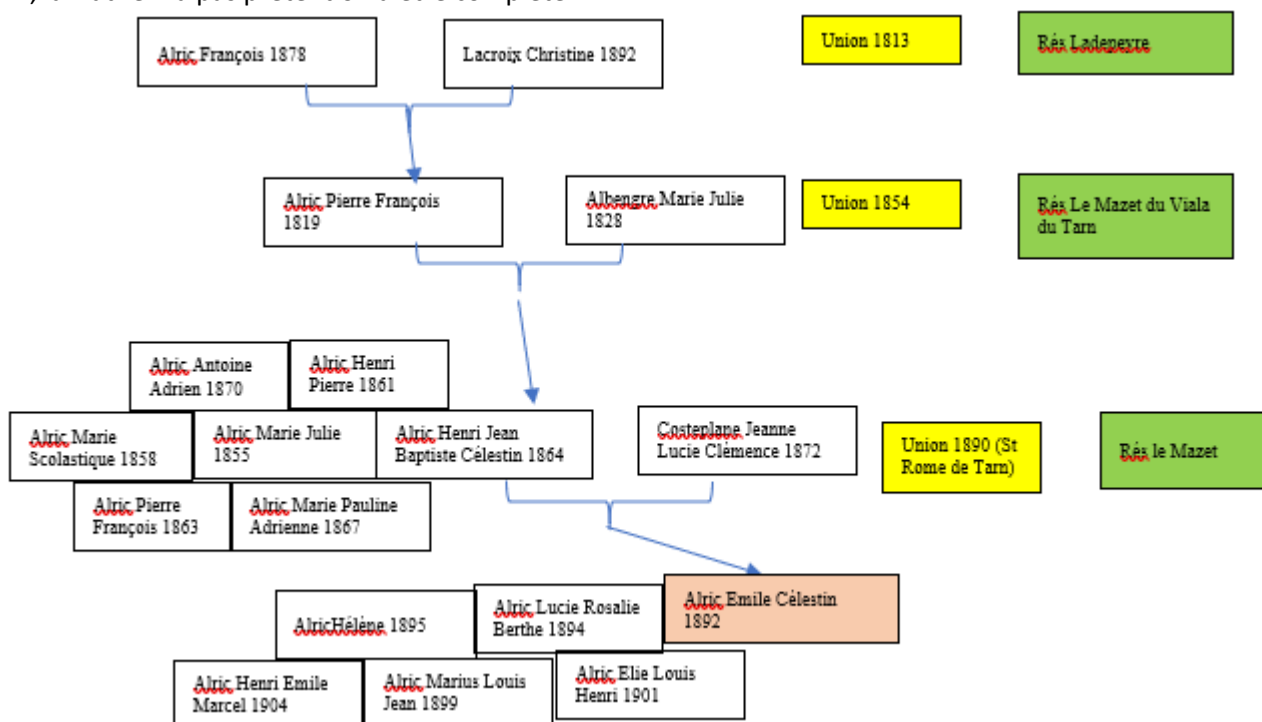 Alric François 1878
Lacroix Christine 1892
Union 1813
Rés Ladepeyre
Alric Pierre François
1819
Albengre Marie Julie
1828
Union 1854
Rés Le Mazet du Viala
du Tarn
Alric Antoine
Adrien 1870
Alric Henri
Pierre 1861
Alric Marie
Scolastique 1858
Alric Marie Julie
1855
Alric Henri Jean
Baptiste Célestin 1864
Costeplane Jeanne
Lucie Clémence 1872
Union 1890 (St
Rome de Tarn)
Rés le Mazet
Alric Pierre
François 1863
Alric Marie Pauline
Adrienne 1867
AlricHélène 1895
Alric Lucie Rosalie
Berthe 1894
Alric Emile Célestin
1892
Alric Henri Emile
Marcel 1904
Alric Marius Louis
Jean 1899
Alric Elie Louis
Henri 1901